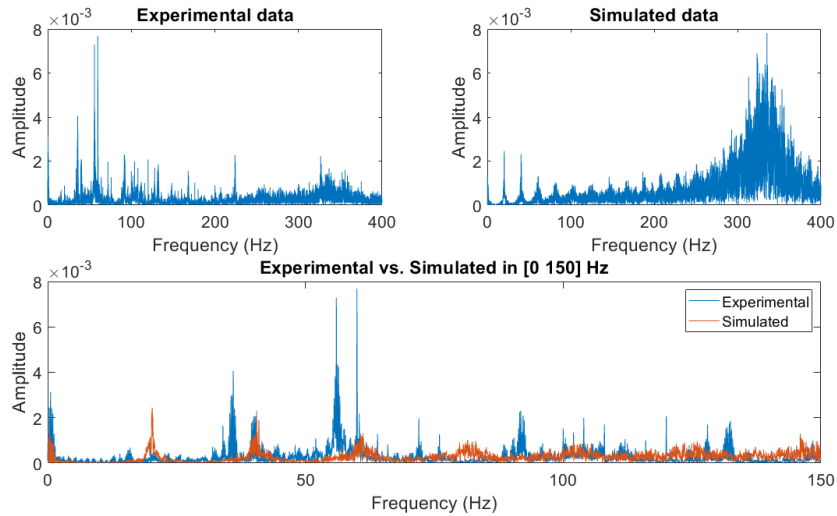 Experimental data
×10⁻³
8
6
4
2
0
Amplitude
0 100 200 300 400
Frequency (Hz)
Simulated data
×10⁻³
8
6
4
2
0
Amplitude
0 100 200 300 400
Frequency (Hz)
Experimental vs. Simulated in [0 150] Hz
×10⁻³
8
6
4
2
0
Amplitude
Experimental
Simulated
0 50 100 150
Frequency (Hz)